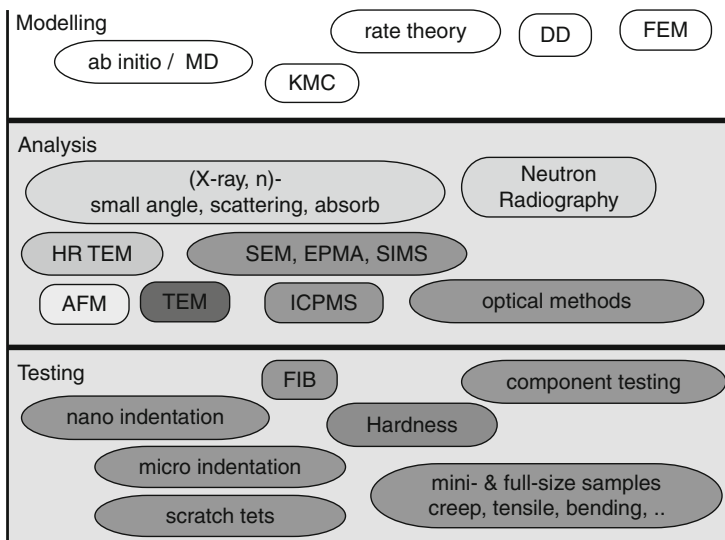 Modelling
rate theory
DD
FEM
ab initio / MD
KMC
Analysis
(X-ray, n)-
small angle, scattering, absorb
Neutron
Radiography
HR TEM
SEM, EPMA, SIMS
AFM
TEM
ICPMS
optical methods
Testing
FIB
component testing
nano indentation
Hardness
micro indentation
mini- & full-size samples
creep, tensile, bending, ..
scratch tets